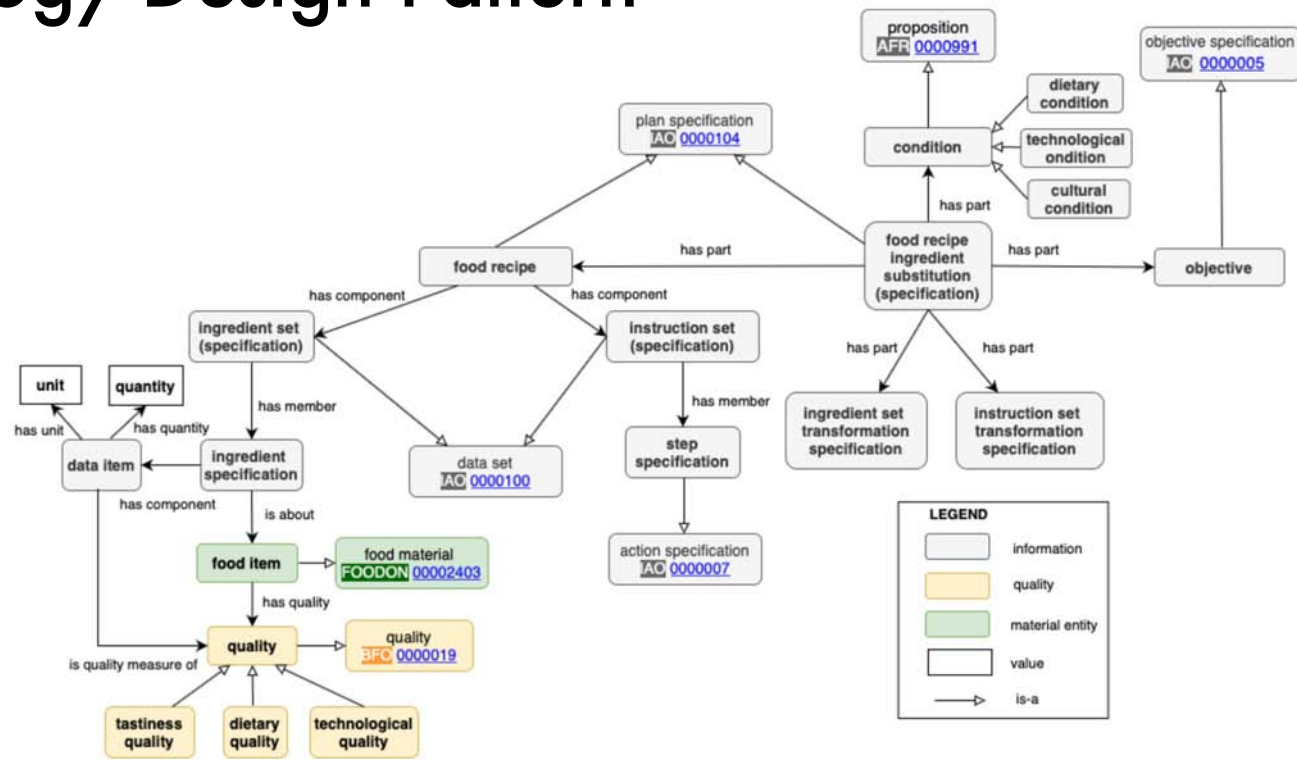 Design Pattern
proposition
AFR 0000991
objective specification
IAO 0000005
dietary
condition
plan specification
IAO 0000104
condition
technological
ondition
cultural
condition
has part
food recipe
ingredient
substitution
(specification)
has part
has part
food recipe
objective
has component
has component
ingredient set
(specification)
instruction set
(specification)
has part
has part
unit
quantity
has member
has member
has unit
has quantity
ingredient set
transformation
specification
instruction set
transformation
specification
data item
ingredient
specification
data set
IAO 0000100
step
specification
has component
is about
LEGEND
information
quality
material entity
value
is-a
food item
food material
FOODON 00002403
action specification
IAO 0000007
has quality
quality
quality
BFO 0000019
is quality measure of
tastiness
quality
dietary
quality
technological
quality